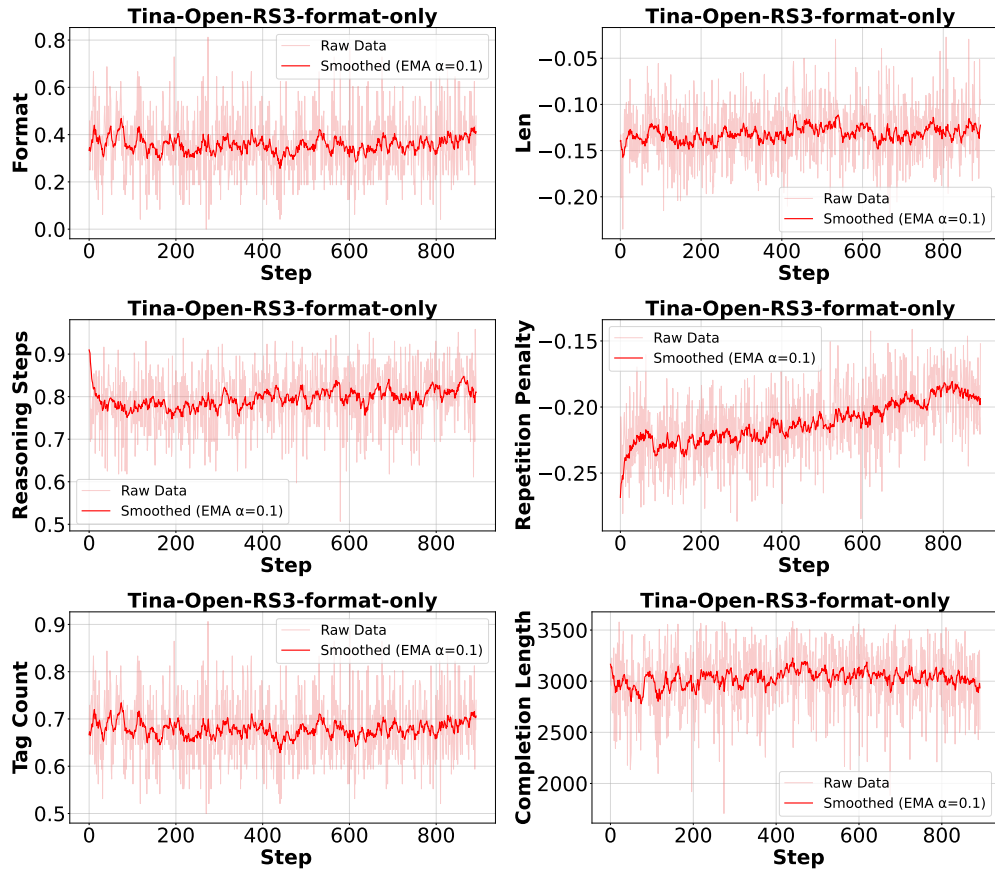 Tina-Open-RS3-format-only
Format
0.8
0.6
0.4
0.2
0.0
Raw Data
Smoothed (EMA α=0.1)
0 200 400 600 800
Step
Tina-Open-RS3-format-only
Len
−0.05
−0.10
−0.15
−0.20
Raw Data
Smoothed (EMA α=0.1)
0 200 400 600 800
Step
Tina-Open-RS3-format-only
Reasoning Steps
0.9
0.8
0.7
0.6
0.5
Raw Data
Smoothed (EMA α=0.1)
0 200 400 600 800
Step
Tina-Open-RS3-format-only
Repetition Penalty
−0.15
−0.20
−0.25
Raw Data
Smoothed (EMA α=0.1)
0 200 400 600 800
Step
Tina-Open-RS3-format-only
Tag Count
0.9
0.8
0.7
0.6
0.5
Raw Data
Smoothed (EMA α=0.1)
0 200 400 600 800
Step
Tina-Open-RS3-format-only
Completion Length
3500
3000
2500
2000
Raw Data
Smoothed (EMA α=0.1)
0 200 400 600 800
Step